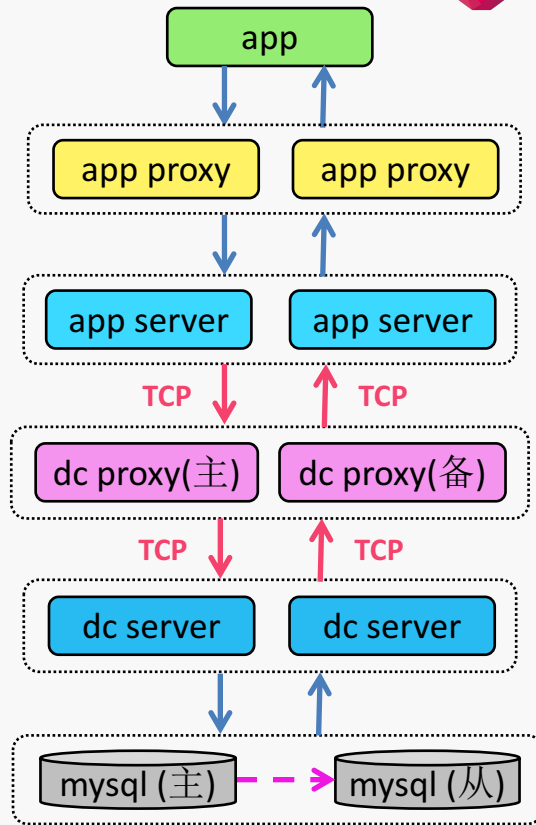 app
app proxy
app proxy
app server
app server
TCP
TCP
dc proxy(主)
dc proxy(备)
TCP
TCP
dc server
dc server
mysql (主)
mysql (从)